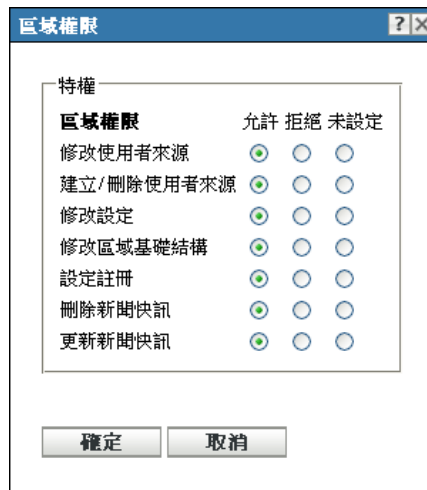 區域權限
特權
區域權限 允許 拒絕 未設定
修改使用者來源
建立/刪除使用者來源
修改設定
修改區域基礎結構
設定註冊
刪除新聞快訊
更新新聞快訊
確定 取消